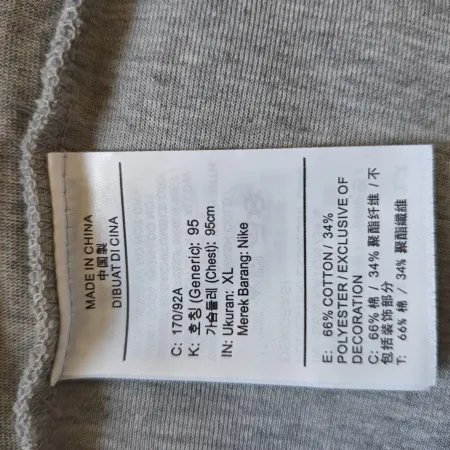 MADE IN CHINA
中国製
DIBUAT DI CINA
C: 170/92A
K: 호칭 (Generic): 95
가슴둘레 (Chest): 95cm
IN: Ukuran: XL
Merek Barang: Nike
E: 66% COTTON / 34%
POLYESTER / EXCLUSIVE OF
DECORATION
C: 66% 棉 / 34% 聚酯纤维 / 不
包括装饰部分
T: 66% 棉 / 34% 聚酯纖維